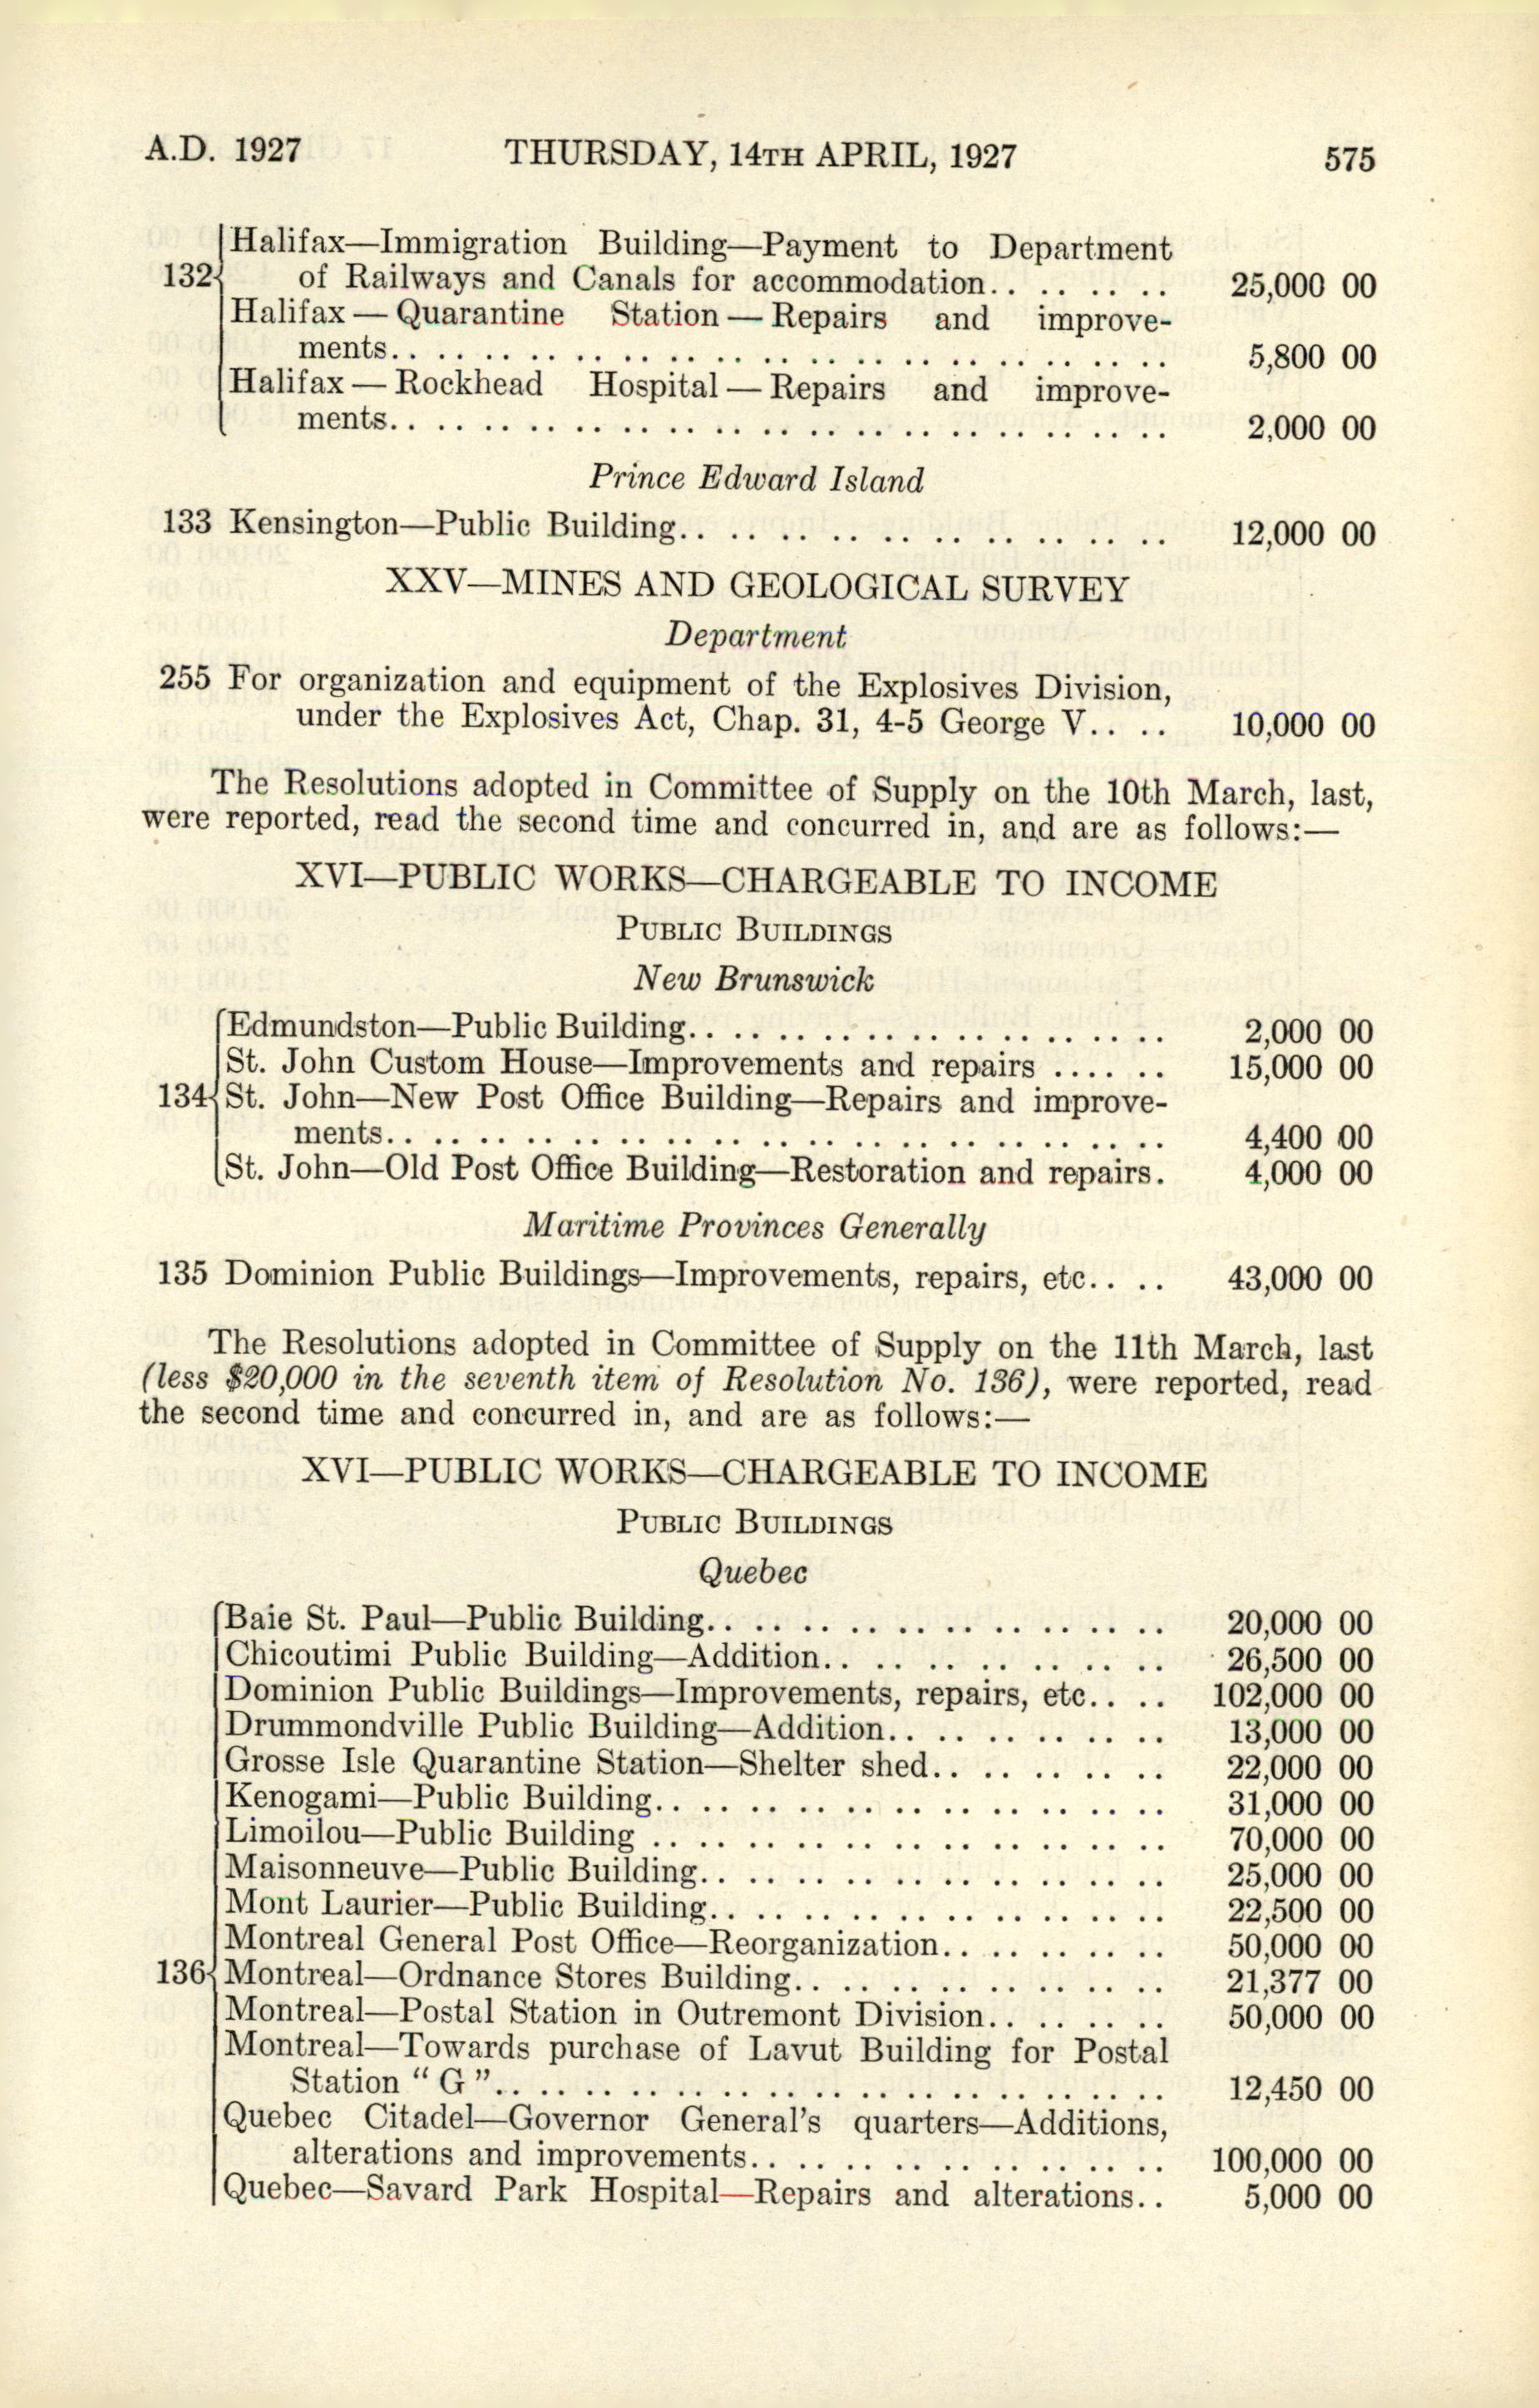 A.D. 1927 THURSDAY, 14TH APRIL, 1927 575
Halifax—Immigration Building—Payment to Department
132 of Railways and Canals for accommodation.. .. .. .. 25,000 00
Halifax — Quarantine Station — Repairs and improve-
ments.. .. .. .. .. .. .. .. .. .. .. .. .. .. .. .. .. 5,800 00
Halifax — Rockhead Hospital — Repairs and improve-
ments.. .. .. .. .. .. .. .. .. .. .. .. .. .. .. .. .. 2,000 00
Prince Edward Island
133 Kensington—Public Building.. .. .. .. .. .. .. .. .. .. 12,000 00
XXV—MINES AND GEOLOGICAL SURVEY
Department
255 For organization and equipment of the Explosives Division,
under the Explosives Act, Chap. 31, 4-5 George V.. .. 10,000 00
The Resolutions adopted in Committee of Supply on the 10th March, last,
were reported, read the second time and concurred in, and are as follows:—
XVI—PUBLIC WORKS—CHARGEABLE TO INCOME
PUBLIC BUILDINGS
New Brunswick
Edmundston—Public Building.. .. .. .. .. .. .. .. .. .. 2,000 00
St. John Custom House—Improvements and repairs .. .. .. 15,000 00
134 St. John—New Post Office Building—Repairs and improve-
ments.. .. .. .. .. .. .. .. .. .. .. .. .. .. .. .. .. 4,400 00
St. John—Old Post Office Building—Restoration and repairs. 4,000 00
Maritime Provinces Generally
135 Dominion Public Buildings—Improvements, repairs, etc.. .. 43,000 00
The Resolutions adopted in Committee of Supply on the 11th March, last
(less $20,000 in the seventh item of Resolution No. 136), were reported, read
the second time and concurred in, and are as follows:—
XVI—PUBLIC WORKS—CHARGEABLE TO INCOME
PUBLIC BUILDINGS
Quebec
Baie St. Paul—Public Building.. .. .. .. .. .. .. .. .. .. 20,000 00
Chicoutimi Public Building—Addition.. .. .. .. .. .. .. 26,500 00
Dominion Public Buildings—Improvements, repairs, etc.. .. 102,000 00
Drummondville Public Building—Addition.. .. .. .. .. .. 13,000 00
Grosse Isle Quarantine Station—Shelter shed.. .. .. .. .. 22,000 00
Kenogami—Public Building.. .. .. .. .. .. .. .. .. .. .. 31,000 00
Limoilou—Public Building .. .. .. .. .. .. .. .. .. .. .. 70,000 00
Maisonneuve—Public Building.. .. .. .. .. .. .. .. .. .. 25,000 00
Mont Laurier—Public Building.. .. .. .. .. .. .. .. .. .. 22,500 00
Montreal General Post Office—Reorganization.. .. .. .. .. 50,000 00
136 Montreal—Ordnance Stores Building.. .. .. .. .. .. .. .. 21,377 00
Montreal—Postal Station in Outremont Division.. .. .. .. 50,000 00
Montreal—Towards purchase of Lavut Building for Postal
Station “ G ”.. .. .. .. .. .. .. .. .. .. .. .. .. .. .. 12,450 00
Quebec Citadel—Governor General's quarters—Additions,
alterations and improvements.. .. .. .. .. .. .. .. .. 100,000 00
Quebec—Savard Park Hospital—Repairs and alterations.. 5,000 00